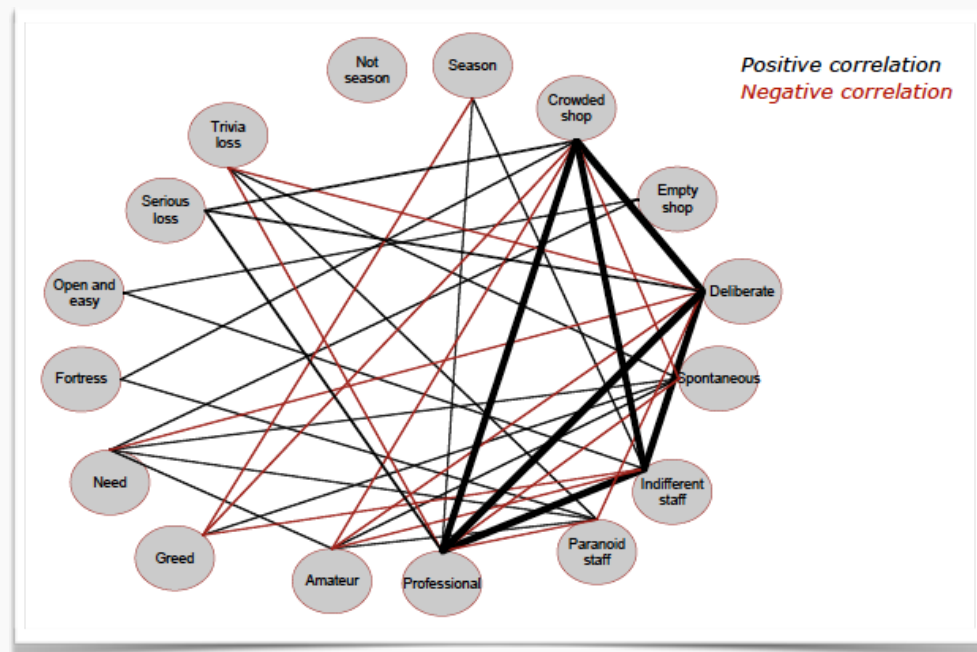 Positive correlation
Negative correlation
Not
season
Season
Crowded
shop
Trivia
loss
Empty
shop
Serious
loss
Open and
easy
Deliberate
Fortress
Spontaneous
Need
Indifferent
staff
Greed
Paranoid
staff
Amateur
Professional